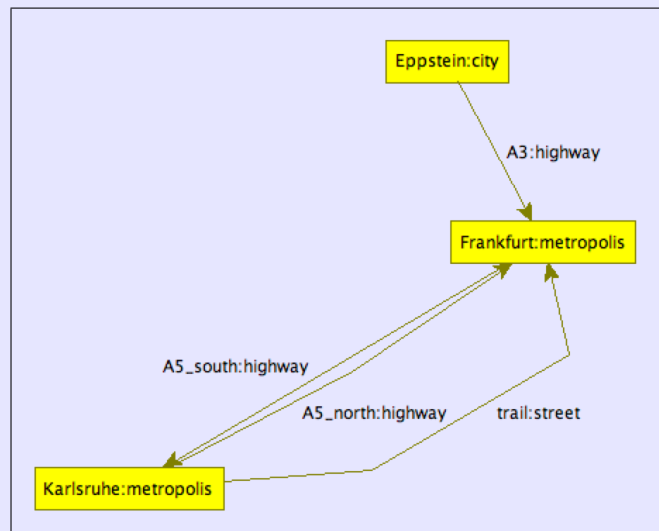 Eppstein:city
A3:highway
Frankfurt:metropolis
A5_south:highway
A5_north:highway
trail:street
Karlsruhe:metropolis